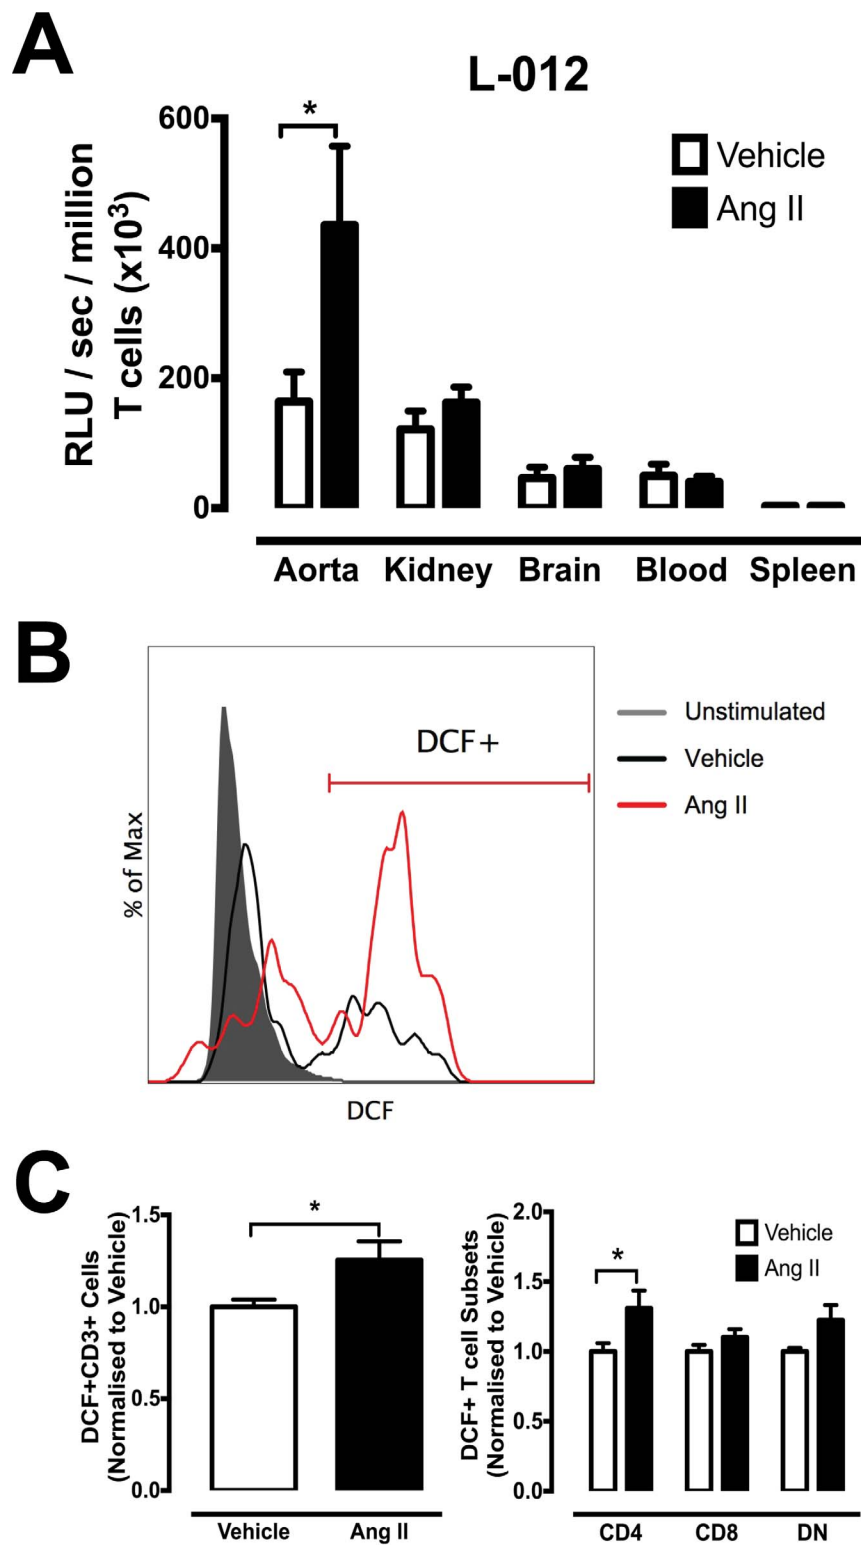 A
L-012
RLU / sec / million
T cells (x10³)
600
400
200
0
*
Vehicle
Ang II
Aorta Kidney Brain Blood Spleen
B
% of Max
DCF+
DCF
Unstimulated
Vehicle
Ang II
C
DCF+CD3+ Cells
(Normalised to Vehicle)
1.5
1.0
0.5
0.0
*
Vehicle Ang II
DCF+ T cell Subsets
(Normalised to Vehicle)
2.0
1.5
1.0
0.5
0.0
*
Vehicle
Ang II
CD4 CD8 DN